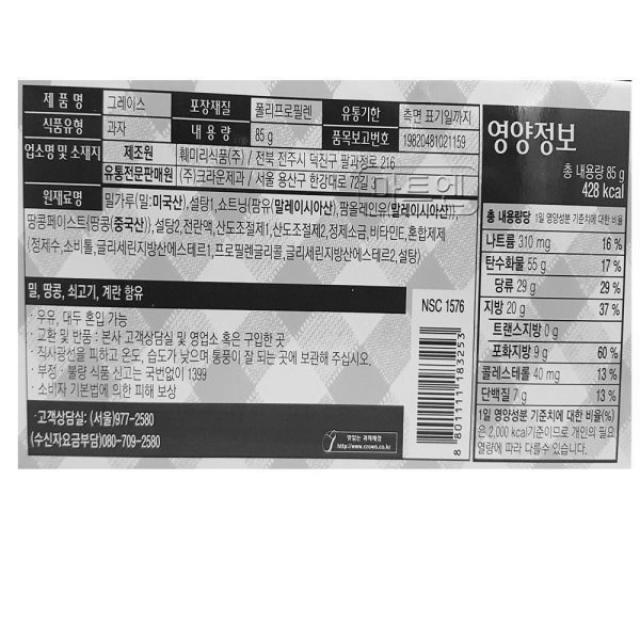 제 품 명 그레이스 포장재질 폴리프로필렌 유통기한 측면 표기일까지
식품유형 과자 내 용 량 85 g 품목보고번호 19820481021159
업소명 및 소재지 제조원 훼미리식품(주) / 전북 전주시 덕진구 팔과정로 216
유통전문판매원 (주)크라운제과 / 서울 용산구 한강대로 72길
원재료명 밀가루(밀:미국산),설탕1,쇼트닝(팜유(말레이시아산),팜올레인유(말레이시아산)),
땅콩페이스트(땅콩(중국산)),설탕2,전란액,산도조절제1,산도조절제2,정제소금,비타민E,혼합제제
(정제수,소비톨,글리세린지방산에스테르1,프로필렌글리콜,글리세린지방산에스테르2,설탕)
밀, 땅콩, 쇠고기, 계란 함유
· 우유, 대두 혼입 가능
· 교환 및 반품 : 본사 고객상담실 및 영업소 혹은 구입한 곳
· 직사광선을 피하고 온도, 습도가 낮으며 통풍이 잘 되는 곳에 보관해 주십시오.
· 부정·불량 식품 신고는 국번없이 1399
· 소비자 기본법에 의한 피해 보상
· 고객상담실: (서울)977-2580
(수신자요금부담)080-709-2580
맛있는 과자예정
http://www.crown.co.kr
NSC 1576
8 801111 183253
마트엔
영양정보
총 내용량 85 g
428 kcal
총 내용량당 1일 영양성분 기준치에 대한 비율
나트륨 310 mg 16 %
탄수화물 55 g 17 %
당류 29 g 29 %
지방 20 g 37 %
트랜스지방 0 g
포화지방 9 g 60 %
콜레스테롤 40 mg 13 %
단백질 7 g 13 %
1일 영양성분 기준치에 대한 비율(%)
은 2,000 kcal기준이므로 개인의 필요
열량에 따라 다를수 있습니다.